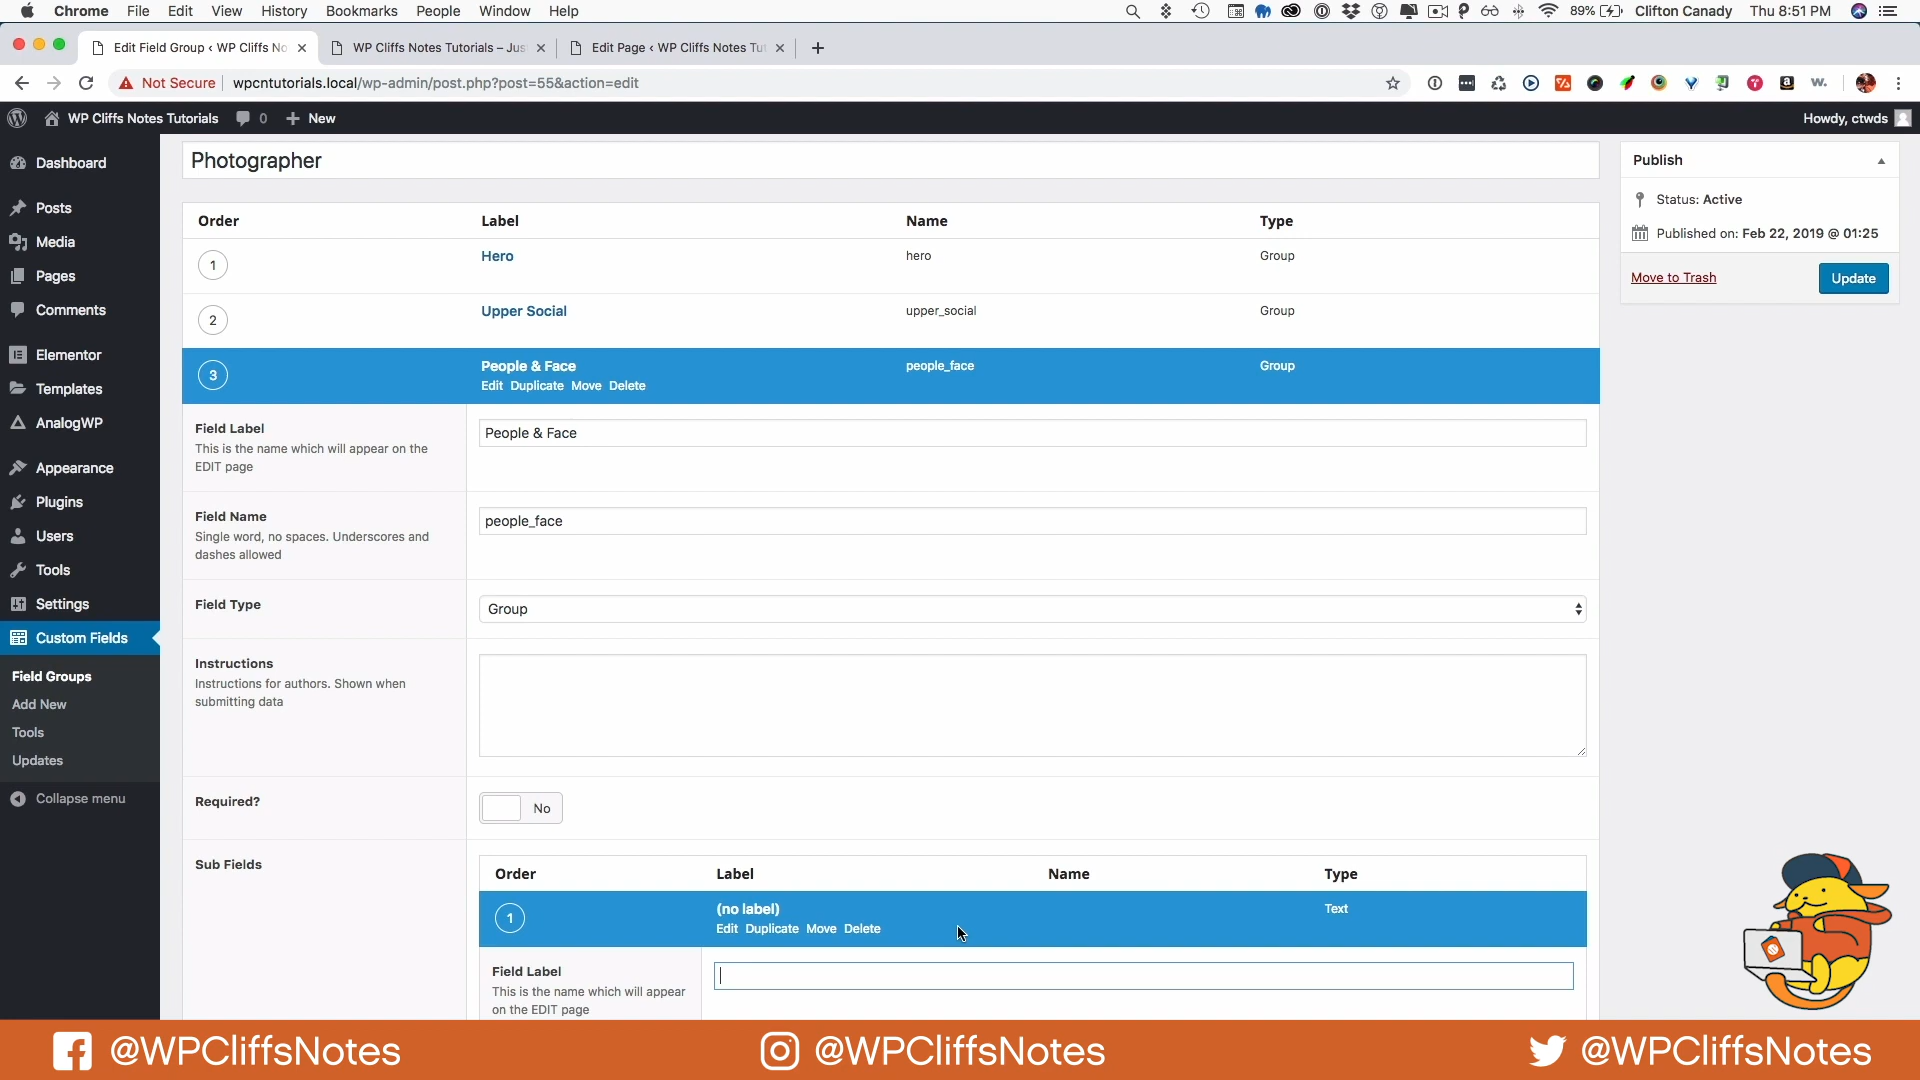 Chrome File Edit View History Bookmarks People Window Help
89% Clifton Canady Thu 8:51 PM
Edit Field Group ‹ WP Cliffs No
WP Cliffs Notes Tutorials – Jus
Edit Page ‹ WP Cliffs Notes Tut
Not Secure wpcntutorials.local/wp-admin/post.php?post=55&action=edit
WP Cliffs Notes Tutorials 0 New
Howdy, ctwds
Dashboard
Posts
Media
Pages
Comments
Elementor
Templates
AnalogWP
Appearance
Plugins
Users
Tools
Settings
Custom Fields
Field Groups
Add New
Tools
Updates
Collapse menu
Photographer
Order Label Name Type
1 Hero hero Group
2 Upper Social upper_social Group
3 People & Face people_face Group
Edit Duplicate Move Delete
Field Label
This is the name which will appear on the
EDIT page
People & Face
Field Name
Single word, no spaces. Underscores and
dashes allowed
people_face
Field Type
Group
Instructions
Instructions for authors. Shown when
submitting data
Required?
No
Sub Fields
Order Label Name Type
1 (no label) Text
Edit Duplicate Move Delete
Field Label
This is the name which will appear
on the EDIT page
Publish
Status: Active
Published on: Feb 22, 2019 @ 01:25
Move to Trash Update
@WPCliffsNotes @WPCliffsNotes @WPCliffsNotes